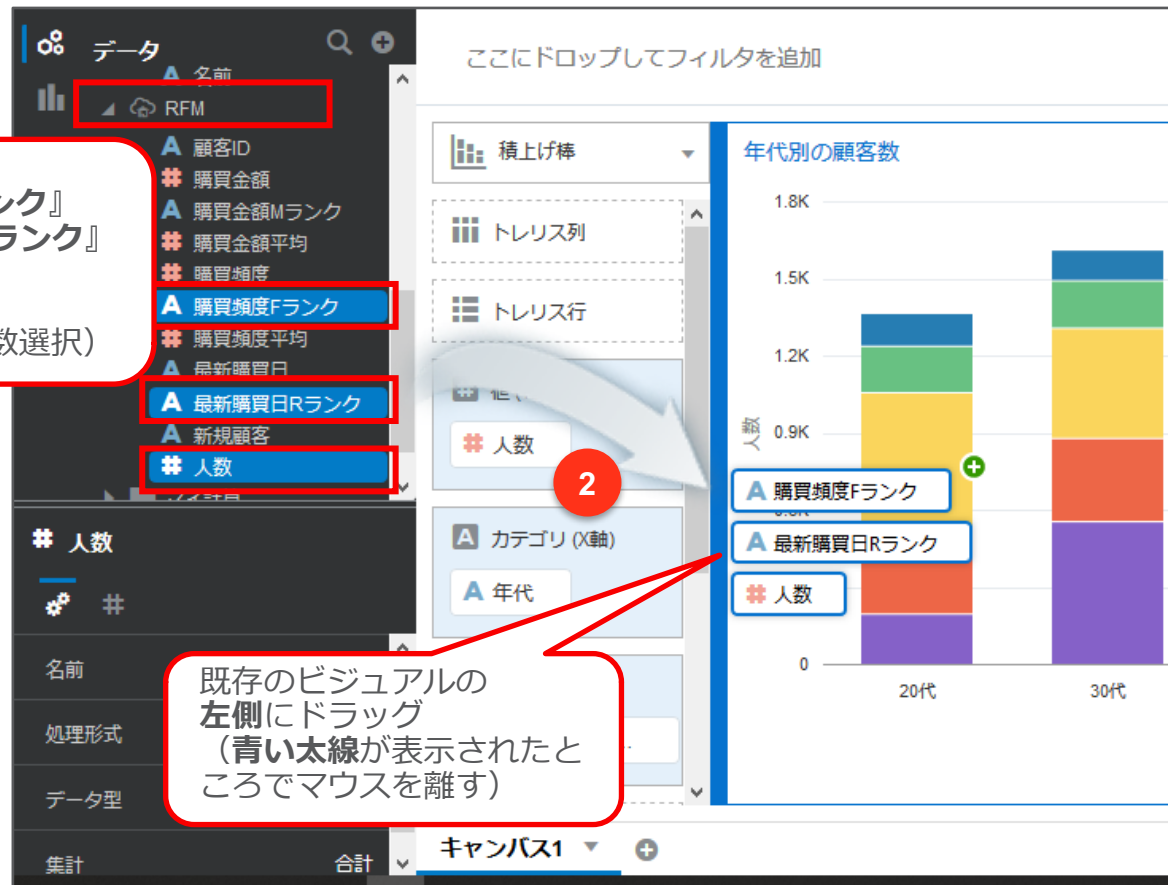 データ
名前
RFM
顧客ID
購買金額
購買金額Mランク
購買金額平均
購買頻度
購買頻度Fランク
購買頻度平均
最新購買日
最新購買日Rランク
新規顧客
人数
ンク』
ランク』
数選択）
人数
名前
処理形式
データ型
集計
合計
ここにドロップしてフィルタを追加
積上げ棒
トレリス列
トレリス行
人数
2
カテゴリ (X軸)
年代
既存のビジュアルの
左側にドラッグ
（青い太線が表示されたと
ころでマウスを離す）
キャンバス1
年代別の顧客数
1.8K
1.5K
1.2K
0.9K
0
人数
購買頻度Fランク
最新購買日Rランク
人数
20代
30代